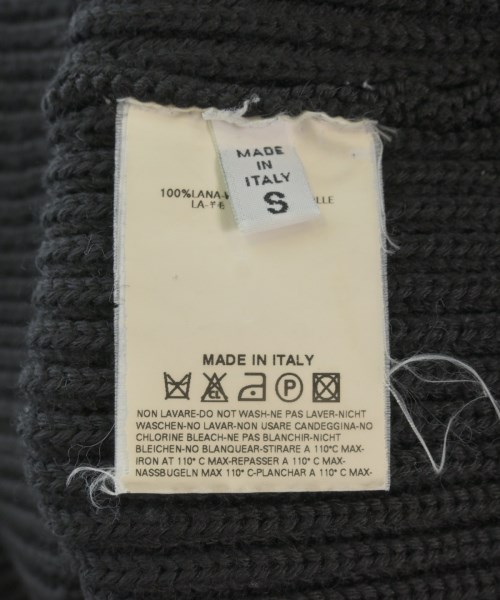 MADE
IN
ITALY
S
100%LANA-
MADE IN ITALY
P
NON LAVARE-DO NOT WASH-NE PAS LAVER-NICHT
WASCHEN-NO LAVAR-NON USARE CANDEGGINA-NO
CHLORINE BLEACH-NE PAS BLANCHIR-NICHT
BLEICHEN-NO BLANQUEAR-STIRARE A 110°C MAX-
IRON AT 110° C MAX-REPASSER A 110° C MAX-
NASSBUGELN MAX 110° C-PLANCHAR A 110° C MAX-